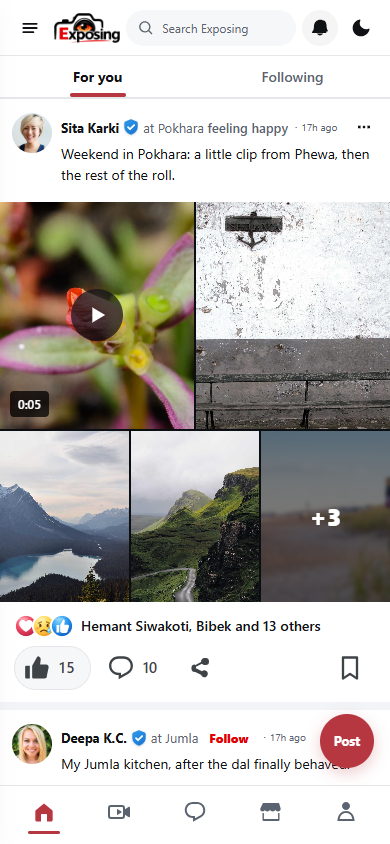 Exposing
Search Exposing
For you
Following
Sita Karki at Pokhara feeling happy · 17h ago
Weekend in Pokhara: a little clip from Phewa, then
the rest of the roll.
0:05
+3
Hemant Siwakoti, Bibek and 13 others
15
10
Deepa K.C. at Jumla Follow · 17h ago
My Jumla kitchen, after the dal finally behaved.
Post